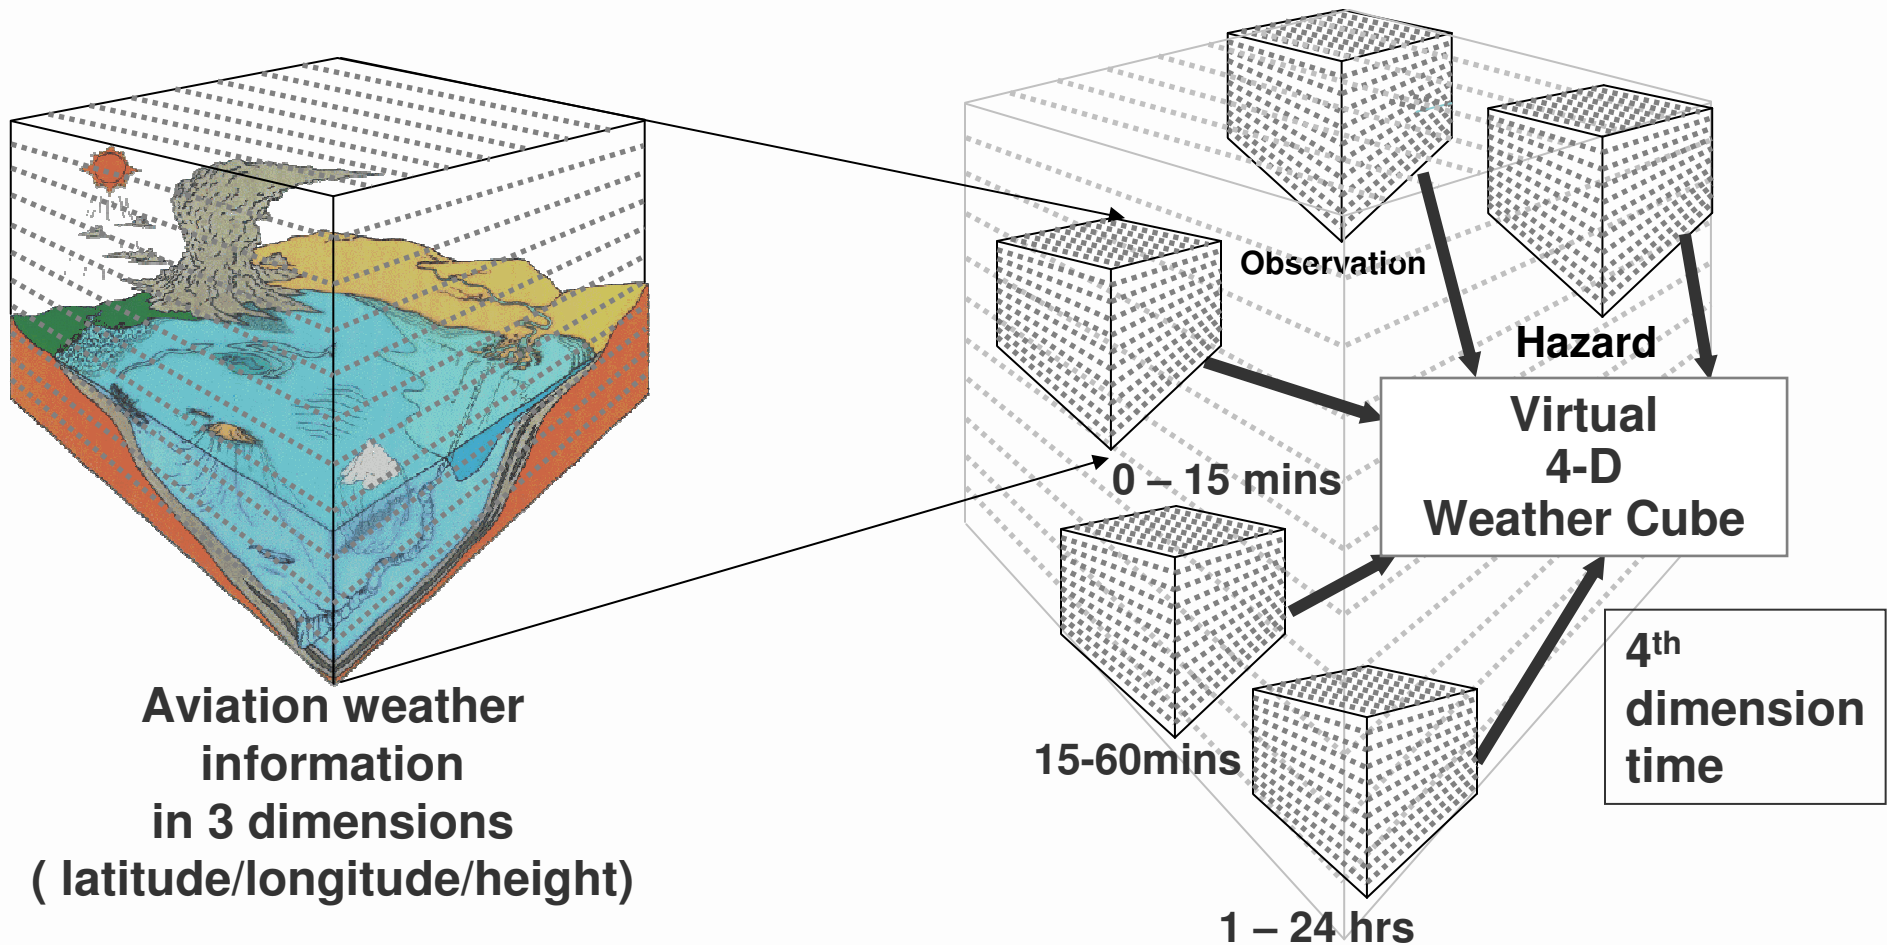 Observation
Hazard
Virtual
4-D
Weather Cube
0 – 15 mins
15-60mins
1 – 24 hrs
4th
dimension
time
Aviation weather
information
in 3 dimensions
( latitude/longitude/height)